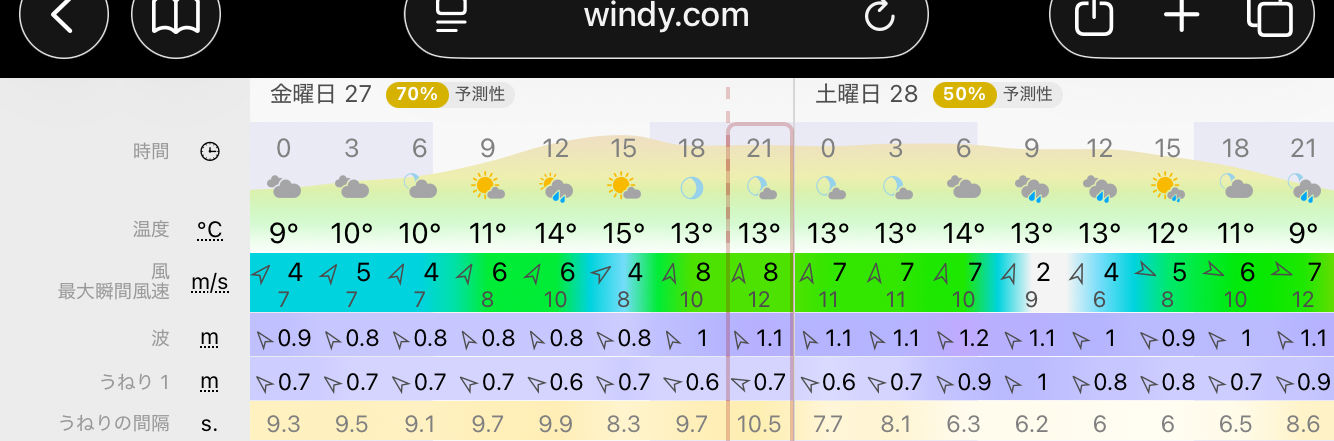 windy.com
金曜日 27 70% 予測性 土曜日 28 50% 予測性
時間 0 3 6 9 12 15 18 21 0 3 6 9 12 15 18 21
温度 °C 9° 10° 10° 11° 14° 15° 13° 13° 13° 13° 14° 13° 13° 12° 11° 9°
風 m/s 4 5 4 6 6 4 8 8 7 7 7 2 4 5 6 7
最大瞬間風速 7 7 7 8 10 8 10 12 11 11 10 9 6 8 10 12
波 m 0.9 0.8 0.8 0.8 0.8 0.8 1 1.1 1.1 1.1 1.2 1.1 1 0.9 1 1.1
うねり 1 m 0.7 0.7 0.7 0.7 0.6 0.7 0.6 0.7 0.6 0.7 0.9 1 0.8 0.8 0.7 0.9
うねりの間隔 s. 9.3 9.5 9.1 9.7 9.9 8.3 9.7 10.5 7.7 8.1 6.3 6.2 6 6 6.5 8.6